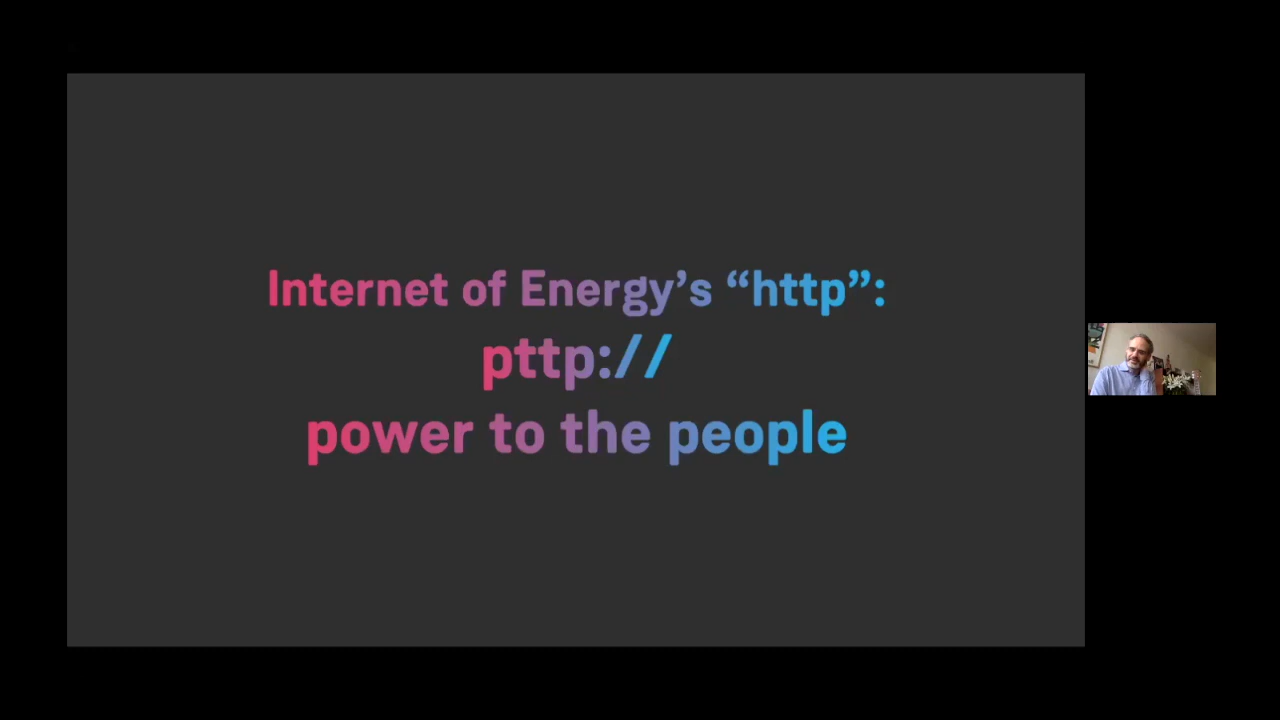 Internet of Energy’s “http”:
pttp://
power to the people